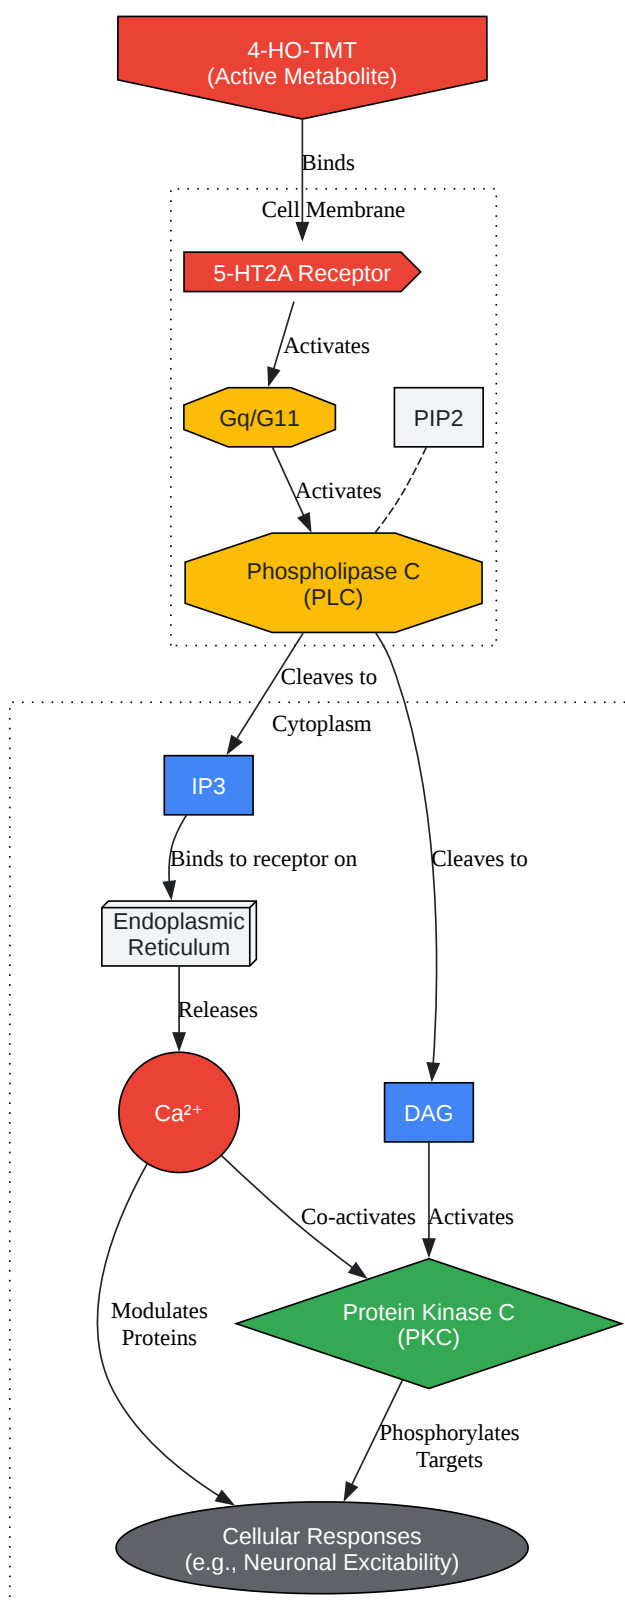 4-HO-TMT
(Active Metabolite)
Binds
Cell Membrane
5-HT2A Receptor
Activates
Gq/G11
PIP2
Activates
Phospholipase C
(PLC)
Cleaves to
Cytoplasm
IP3
Binds to receptor on
Cleaves to
Endoplasmic
Reticulum
Releases
Ca²⁺
DAG
Co-activates
Activates
Modulates
Proteins
Protein Kinase C
(PKC)
Phosphorylates
Targets
Cellular Responses
(e.g., Neuronal Excitability)